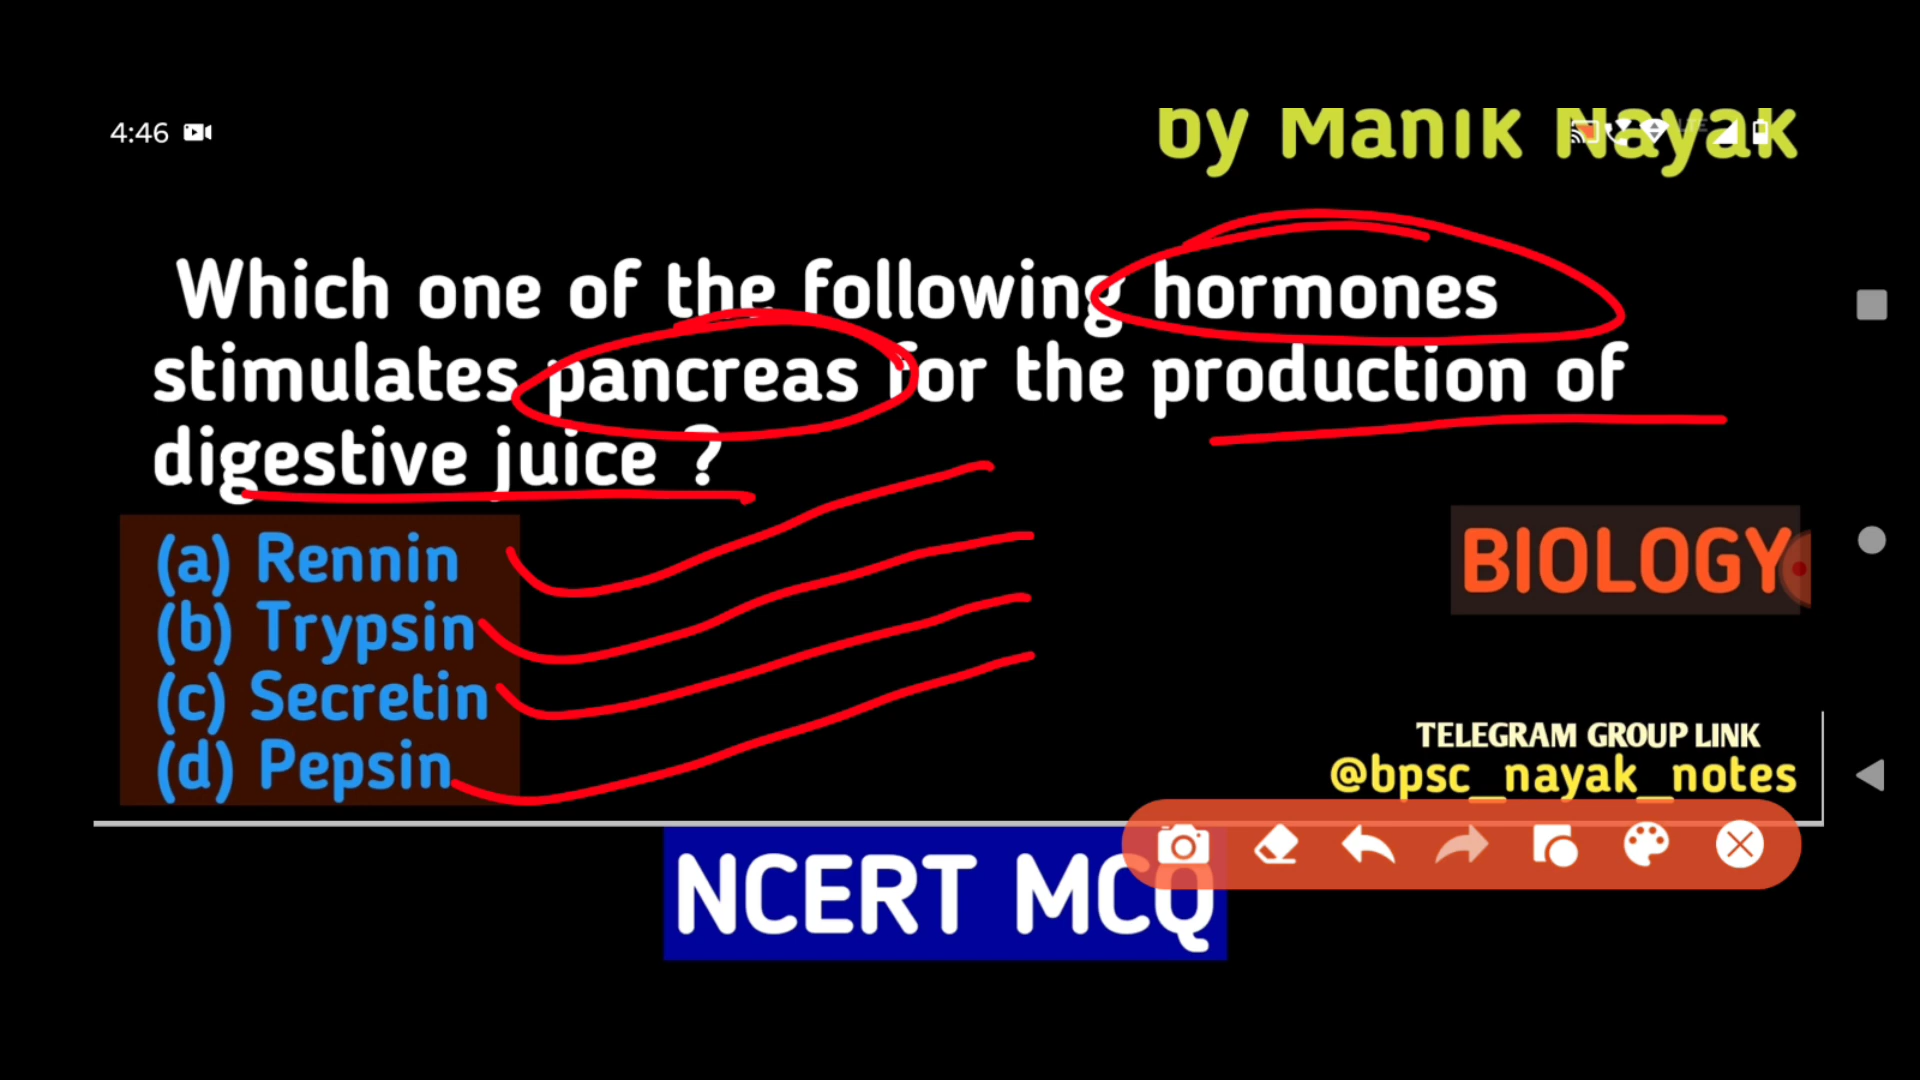 4:46
by Manik Nayak
Which one of the following hormones
stimulates pancreas for the production of
digestive juice ?
(a) Rennin
(b) Trypsin
(c) Secretin
(d) Pepsin
BIOLOGY
TELEGRAM GROUP LINK
@bpsc_nayak_notes
NCERT MCQ